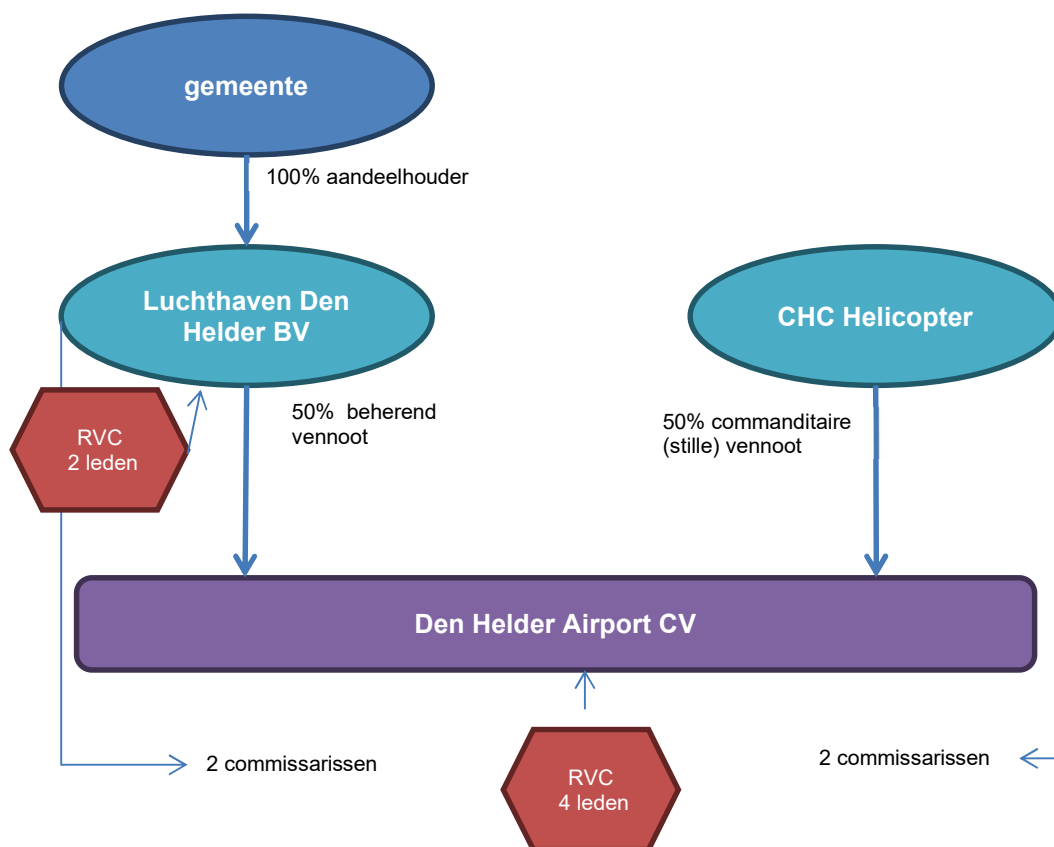 gemeente
100% aandeelhouder
Luchthaven Den
Helder BV
CHC Helicopter
RVC
2 leden
50% beherend
vennoot
50% commanditaire
(stille) vennoot
Den Helder Airport CV
2 commissarissen
RVC
4 leden
2 commissarissen